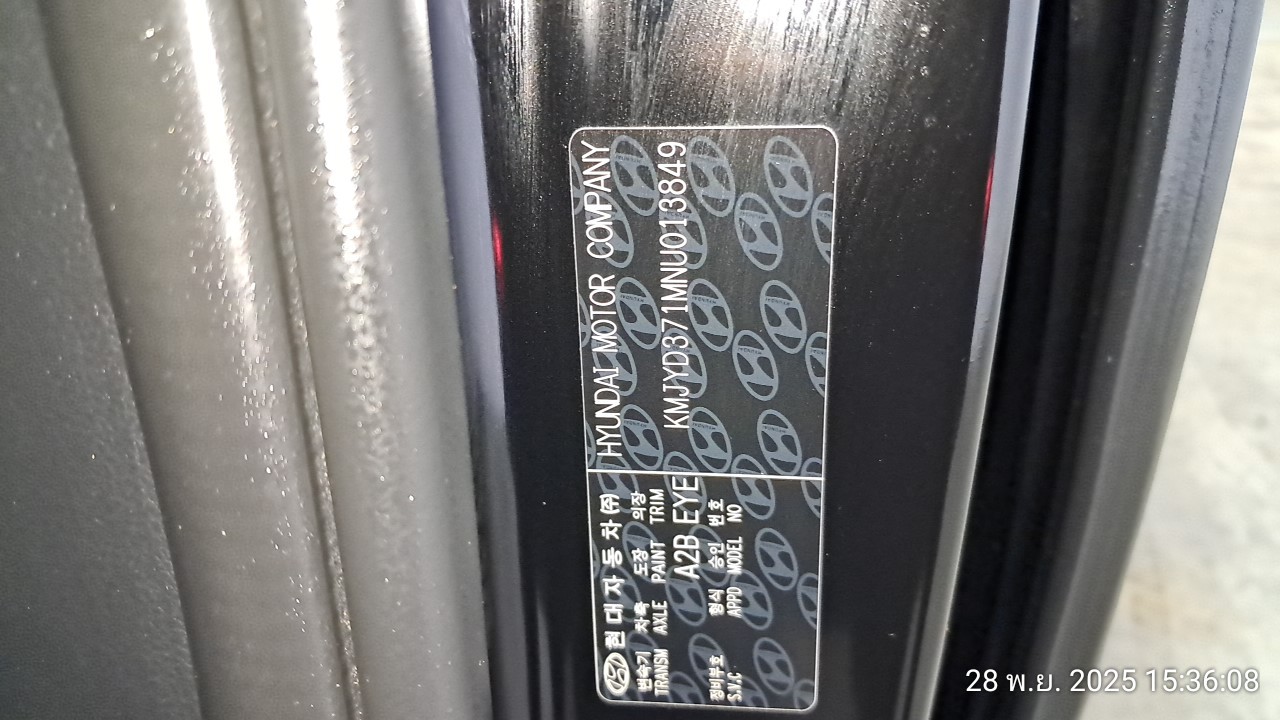 현대자동차㈜ HYUNDAI MOTOR COMPANY
변속기 차축 도장 의장
TRANSM AXLE PAINT TRIM KMJYD371MNU013849
A2B EYE
정비부호 형식 승인 번호
S.V.C APPD MODEL NO
28 พ.ย. 2025 15:36:08